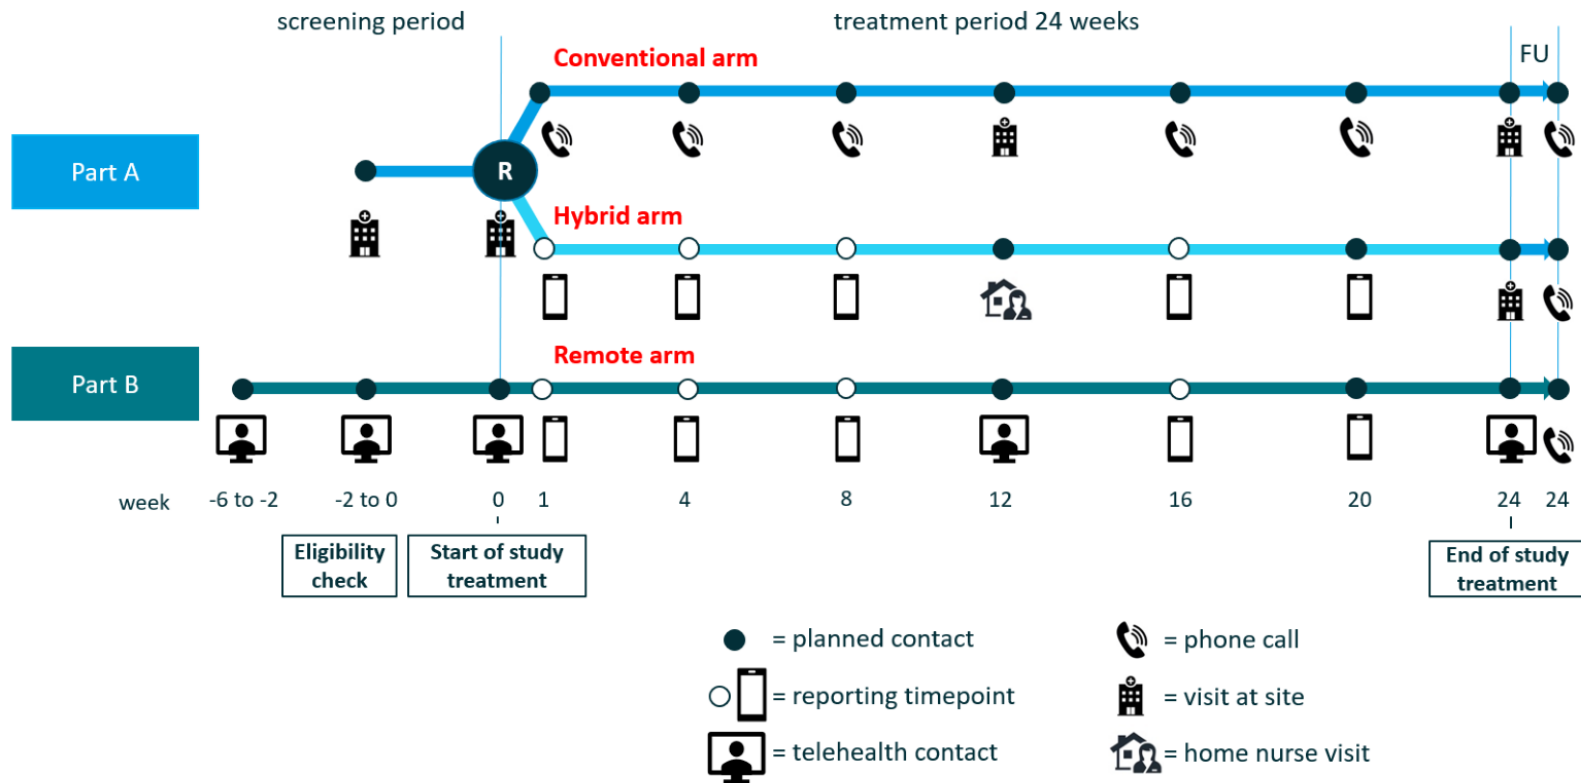 screening period
treatment period 24 weeks
Conventional arm
FU
Part A
R
Hybrid arm
Remote arm
Part B
week -6 to -2 -2 to 0 0 1 4 8 12 16 20 24 24
Eligibility
check
Start of study
treatment
End of study
treatment
= planned contact
= phone call
= reporting timepoint
= visit at site
= telehealth contact
= home nurse visit